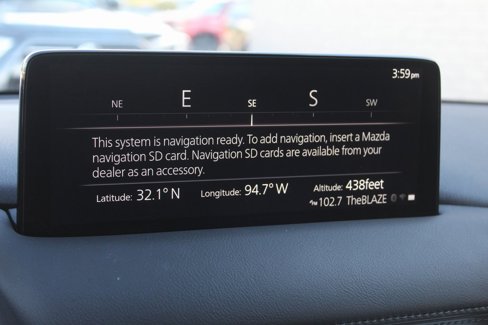 3:59pm
NE E SE S SW
This system is navigation ready. To add navigation, insert a Mazda
navigation SD card. Navigation SD cards are available from your
dealer as an accessory.
Latitude: 32.1° N Longitude: 94.7° W Altitude: 438feet
102.7 TheBLAZE